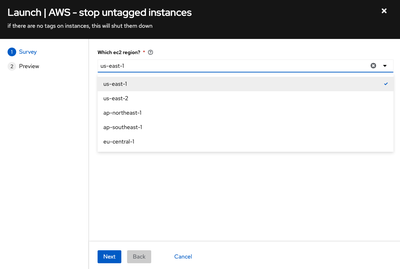 Launch | AWS - stop untagged instances
if there are no tags on instances, this will shut them down
1 Survey
2 Preview
Which ec2 region? *
us-east-1
us-east-1
us-east-2
ap-northeast-1
ap-southeast-1
eu-central-1
Next Back Cancel